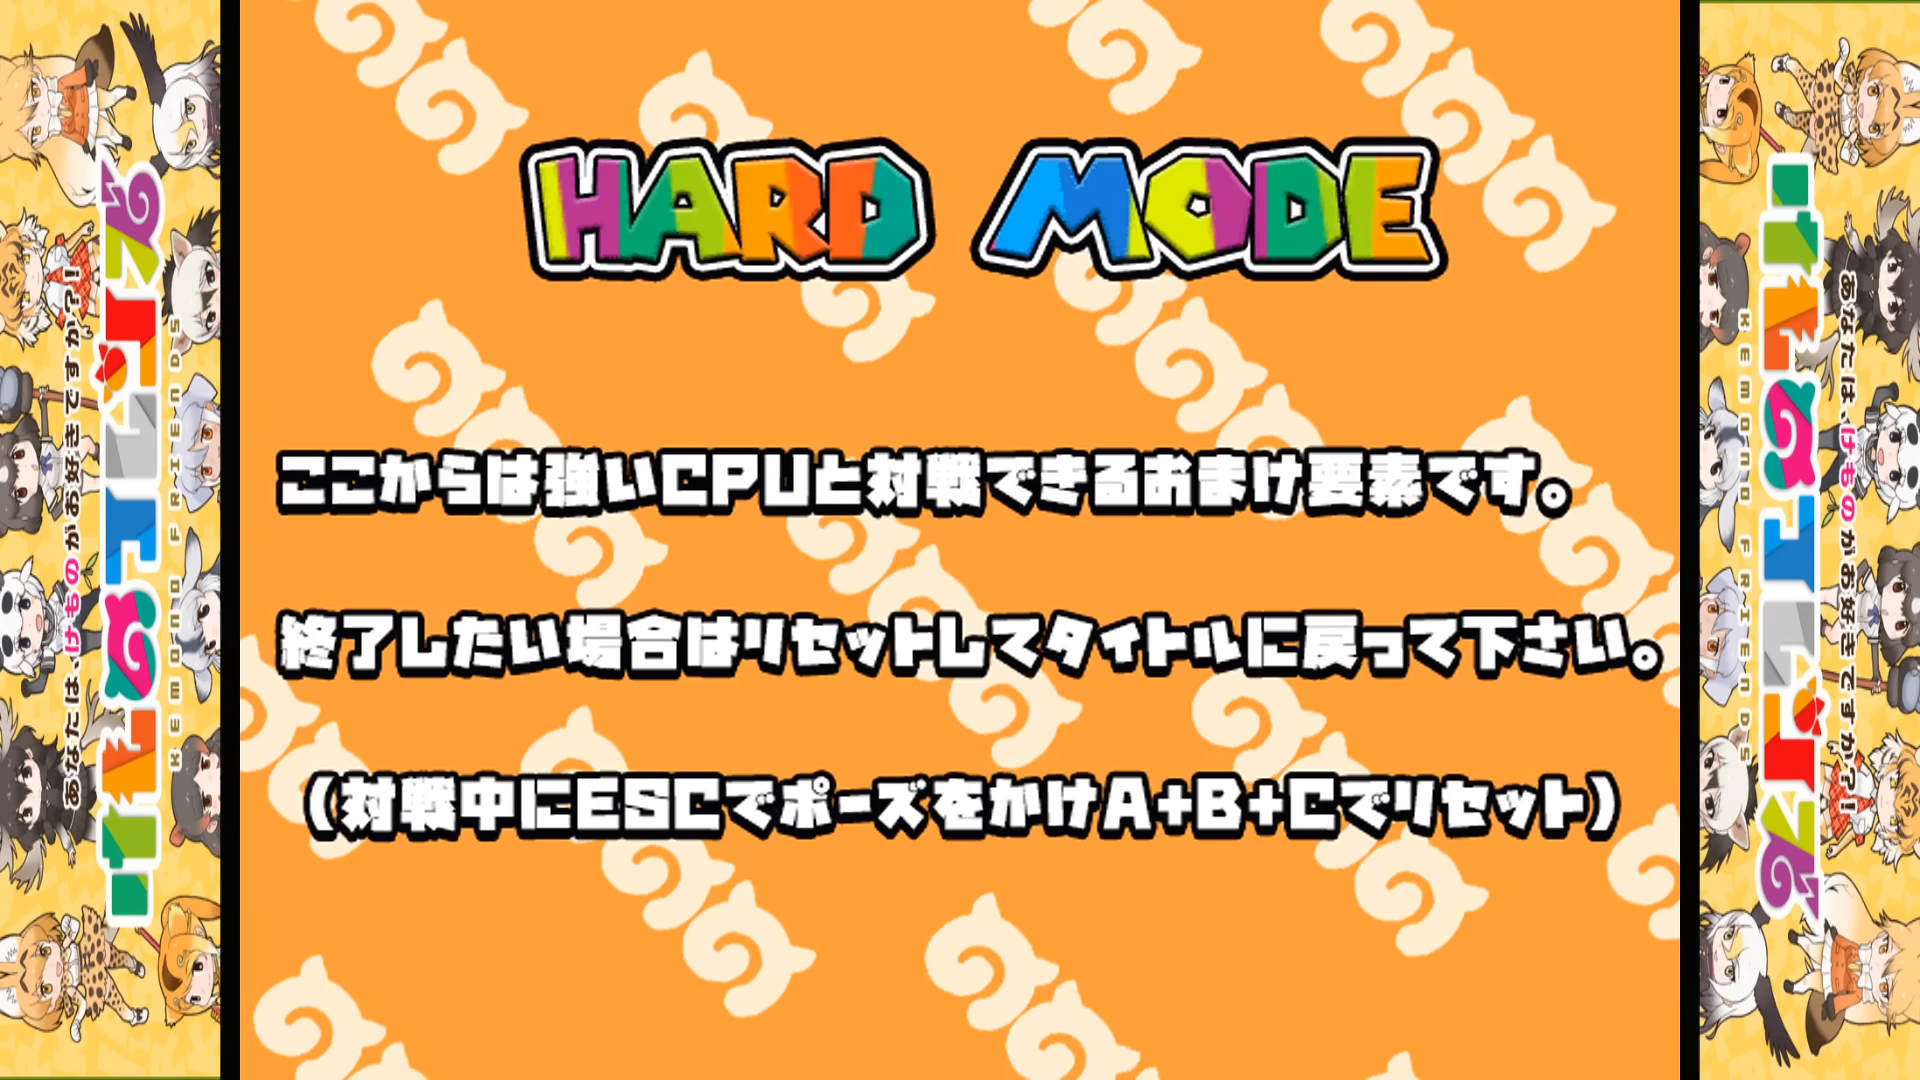 HARD MODE
ここからは強いCPUと対戦できるおまけ要素です。
終了したい場合はリセットしてタイトルに戻って下さい。
(対戦中にESCでポーズをかけA+B+Cでリセット)
けものフレンズ
KEMONO FRIENDS
あなたは、けものがお好きですか?!
けものフレンズ
KEMONO FRIENDS
あなたは、けものがお好きですか?!